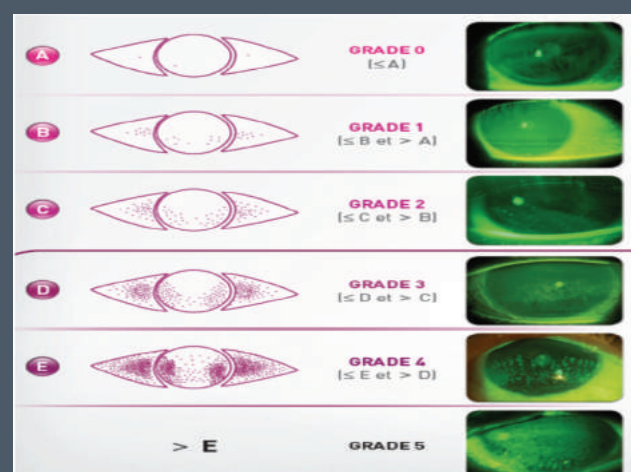 A
GRADE 0
(≤ A)
B
GRADE 1
(≤ B et > A)
C
GRADE 2
(≤ C et > B)
D
GRADE 3
(≤ D et > C)
E
GRADE 4
(≤ E et > D)
> E
GRADE 5